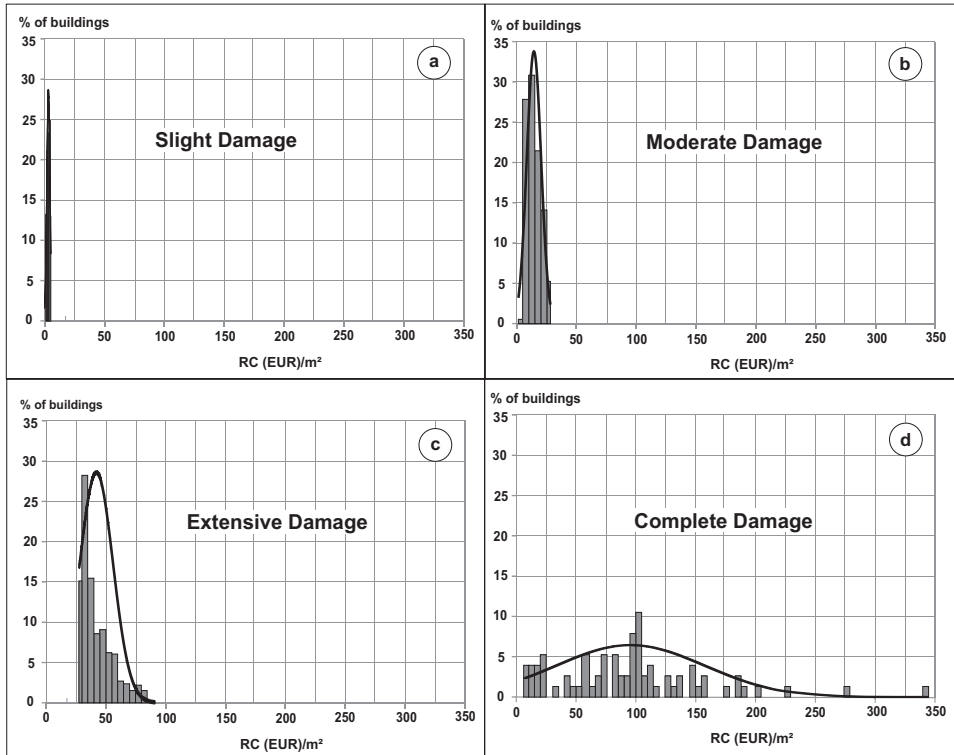 % of buildings
35
30
25
20
15
10
5
0
a
Slight Damage
0 50 100 150 200 250 300 350
RC (EUR)/m²
% of buildings
35
30
25
20
15
10
5
0
b
Moderate Damage
0 50 100 150 200 250 300 350
RC (EUR)/m²
% of buildings
35
30
25
20
15
10
5
0
c
Extensive Damage
0 50 100 150 200 250 300 350
RC (EUR)/m²
% of buildings
35
30
25
20
15
10
5
0
d
Complete Damage
0 50 100 150 200 250 300 350
RC (EUR)/m²